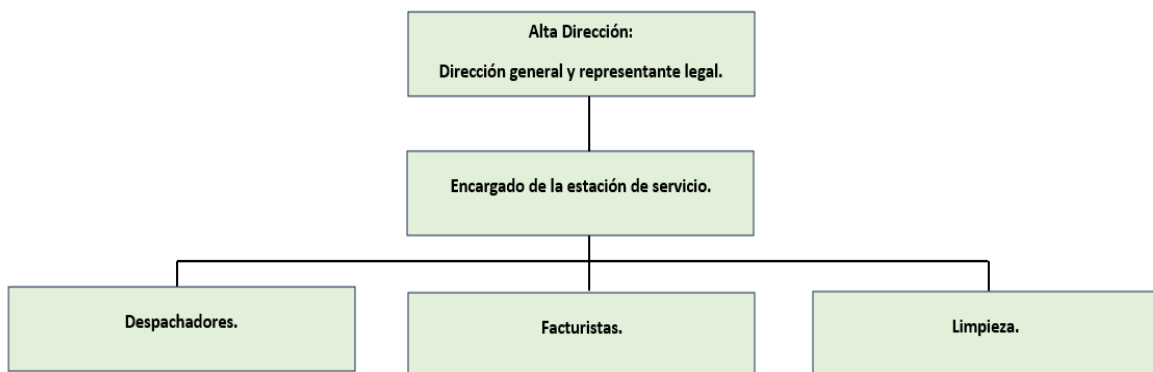 Alta Dirección:
Dirección general y representante legal.
Encargado de la estación de servicio.
Despachadores.
Facturistas.
Limpieza.